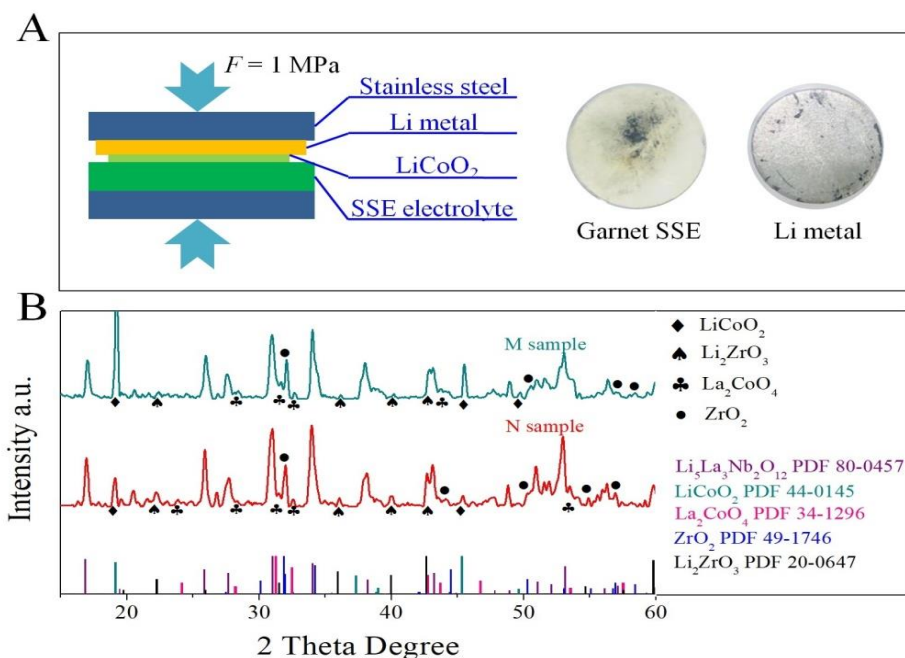 A
F = 1 MPa
Stainless steel
Li metal
LiCoO₂
SSE electrolyte
Garnet SSE
Li metal
B
Intensity a.u.
M sample
N sample
♦ LiCoO₂
♠ Li₂ZrO₃
♣ La₂CoO₄
● ZrO₂
Li₅La₃Nb₂O₁₂ PDF 80-0457
LiCoO₂ PDF 44-0145
La₂CoO₄ PDF 34-1296
ZrO₂ PDF 49-1746
Li₂ZrO₃ PDF 20-0647
20 30 40 50 60
2 Theta Degree